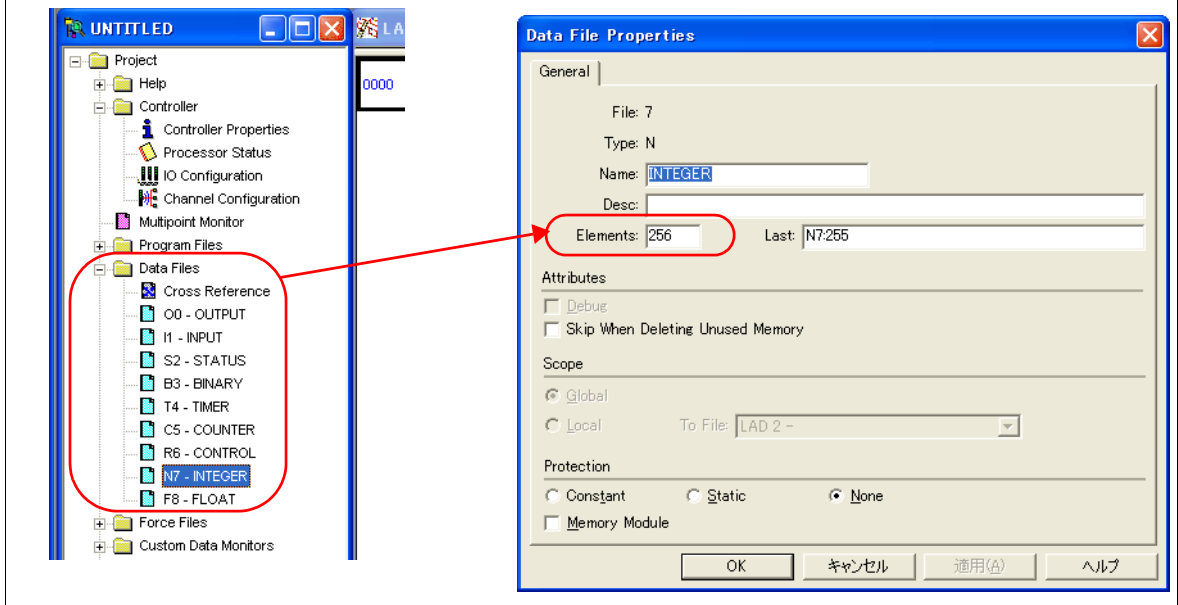 UNTITLED
LA
Project
Help
Controller
Controller Properties
Processor Status
IO Configuration
Channel Configuration
Multipoint Monitor
Program Files
Data Files
Cross Reference
O0 - OUTPUT
I1 - INPUT
S2 - STATUS
B3 - BINARY
T4 - TIMER
C5 - COUNTER
R6 - CONTROL
N7 - INTEGER
F8 - FLOAT
Force Files
Custom Data Monitors
0000
Data File Properties
General
File: 7
Type: N
Name: INTEGER
Desc:
Elements: 256 Last: N7:255
Attributes
Debug
Skip When Deleting Unused Memory
Scope
Global
Local To File: LAD 2 -
Protection
Constant Static None
Memory Module
OK キャンセル 適用(A) ヘルプ